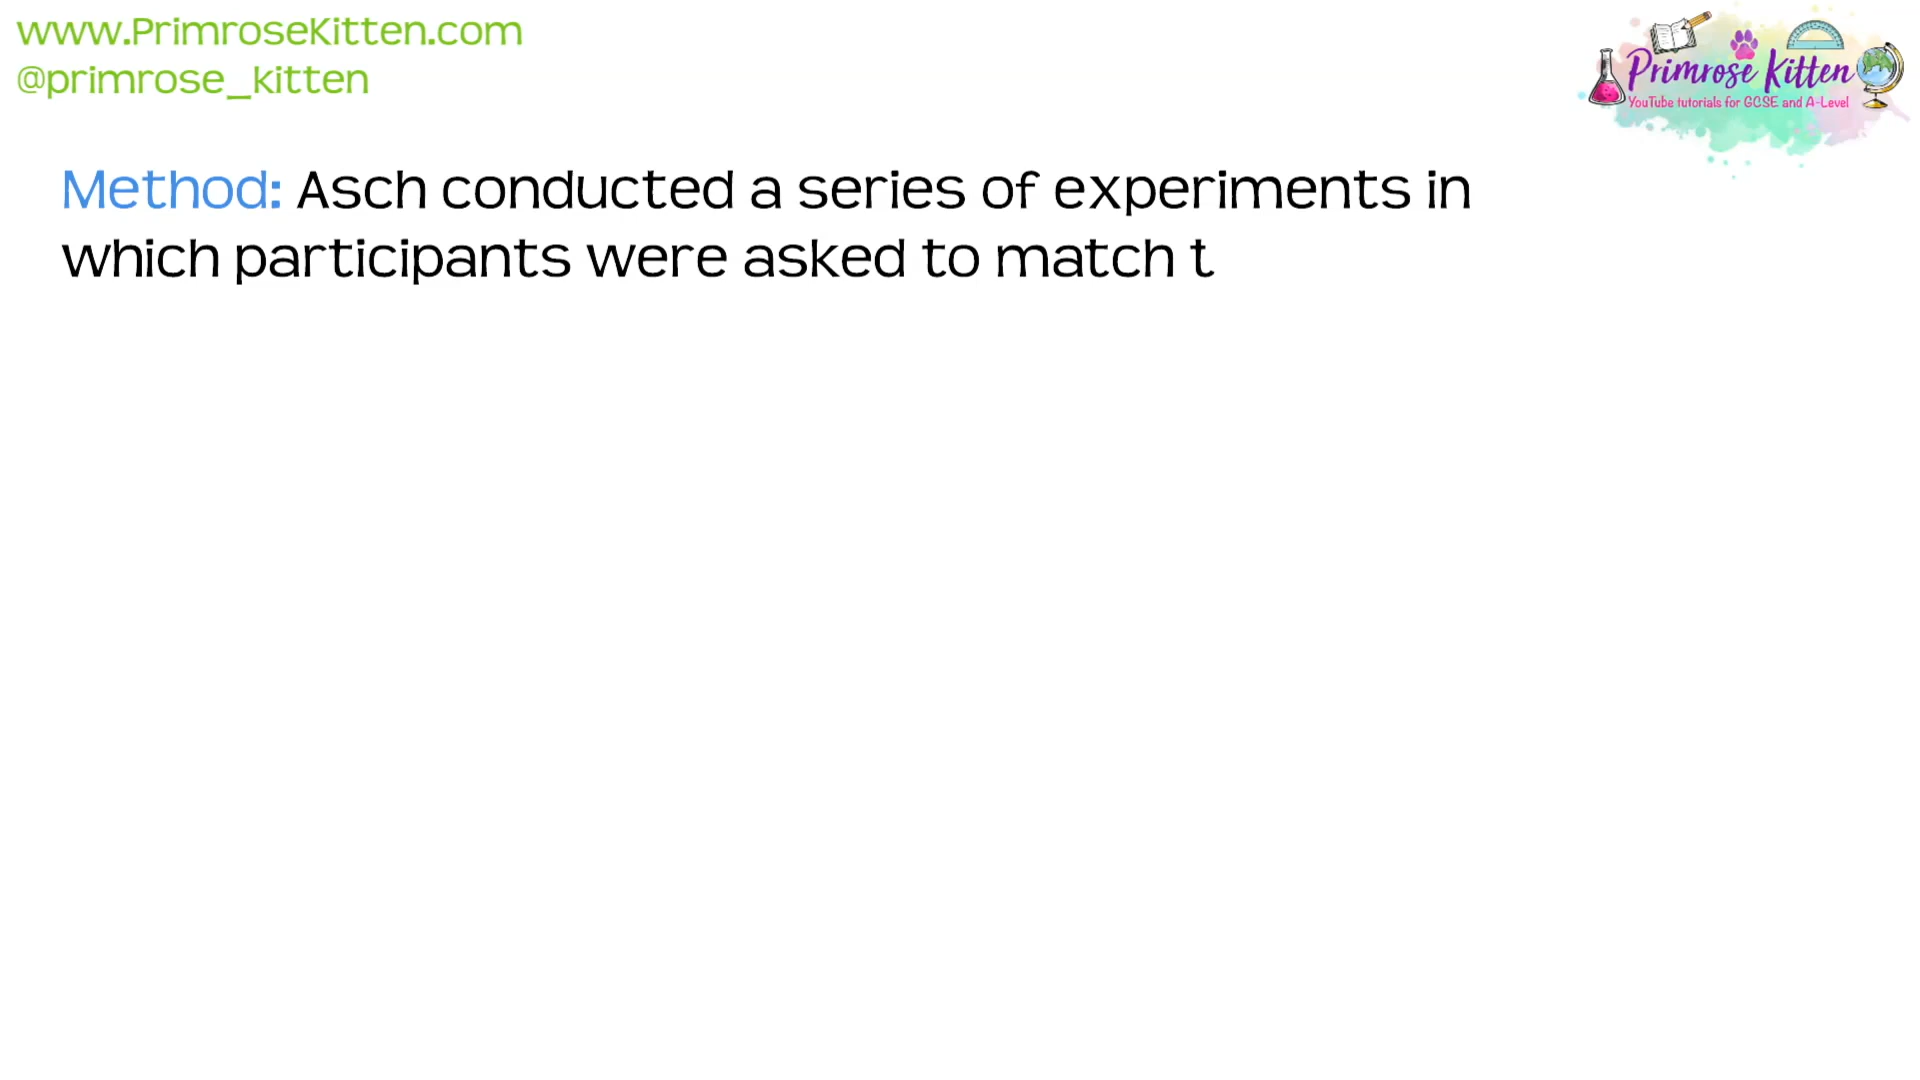 www.PrimroseKitten.com
@primrose_kitten
Primrose Kitten
YouTube tutorials for GCSE and A-Level
Method: Asch conducted a series of experiments in
which participants were asked to match t